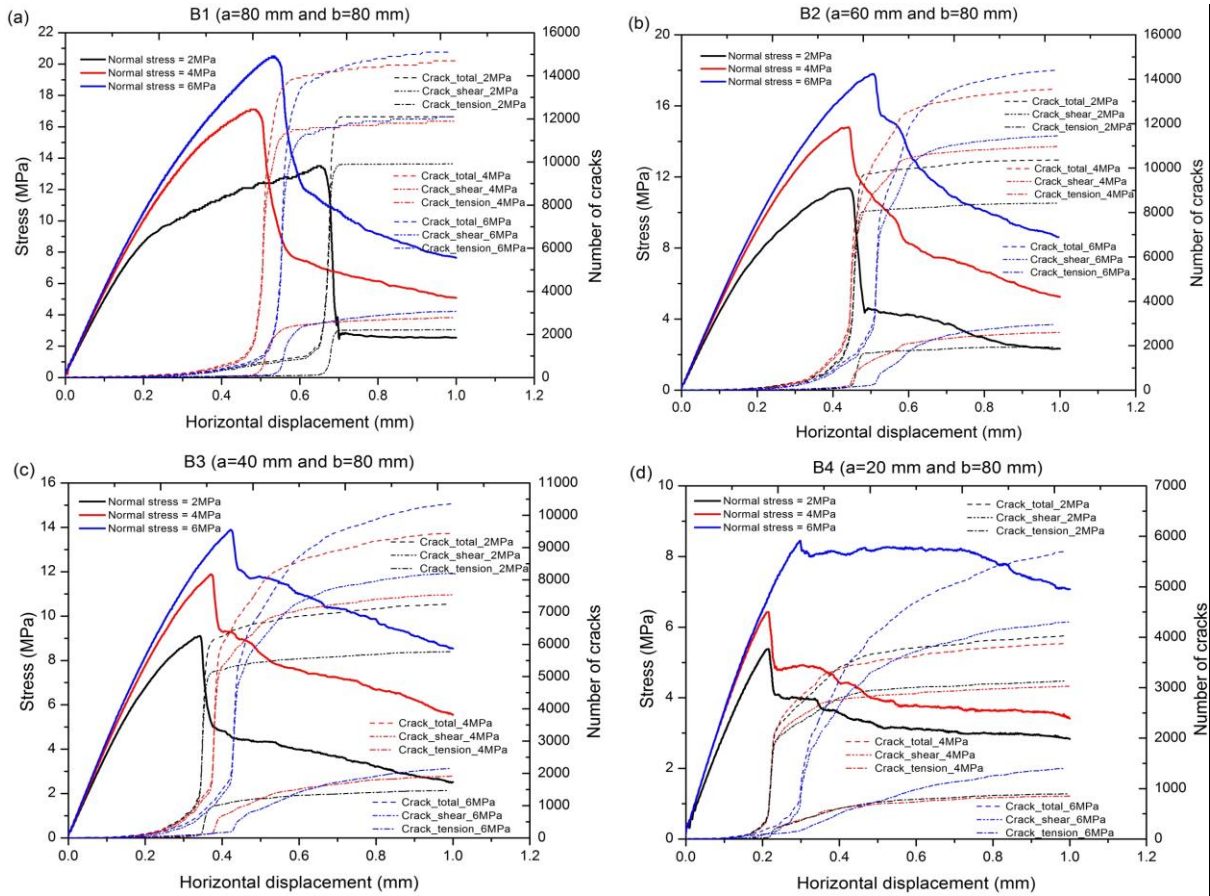 (a)
B1 (a=80 mm and b=80 mm)
Normal stress = 2MPa
Normal stress = 4MPa
Normal stress = 6MPa
Crack_total_2MPa
Crack_shear_2MPa
Crack_tension_2MPa
Crack_total_4MPa
Crack_shear_4MPa
Crack_tension_4MPa
Crack_total_6MPa
Crack_shear_6MPa
Crack_tension_6MPa
Stress (MPa)
22
20
18
16
14
12
10
8
6
4
2
0
Number of cracks
16000
14000
12000
10000
8000
6000
4000
2000
0
0.0 0.2 0.4 0.6 0.8 1.0 1.2
Horizontal displacement (mm)
(b)
B2 (a=60 mm and b=80 mm)
Normal stress = 2MPa
Normal stress = 4MPa
Normal stress = 6MPa
Crack_total_2MPa
Crack_shear_2MPa
Crack_tension_2MPa
Crack_total_4MPa
Crack_shear_4MPa
Crack_tension_4MPa
Crack_total_6MPa
Crack_shear_6MPa
Crack_tension_6MPa
Stress (MPa)
20
16
12
8
4
0
Number of cracks
16000
14000
12000
10000
8000
6000
4000
2000
0
0.0 0.2 0.4 0.6 0.8 1.0 1.2
Horizontal displacement (mm)
(c)
B3 (a=40 mm and b=80 mm)
Normal stress = 2MPa
Normal stress = 4MPa
Normal stress = 6MPa
Crack_total_2MPa
Crack_shear_2MPa
Crack_tension_2MPa
Crack_total_4MPa
Crack_shear_4MPa
Crack_tension_4MPa
Crack_total_6MPa
Crack_shear_6MPa
Crack_tension_6MPa
Stress (MPa)
16
14
12
10
8
6
4
2
0
Number of cracks
11000
10000
9000
8000
7000
6000
5000
4000
3000
2000
1000
0
0.0 0.2 0.4 0.6 0.8 1.0 1.2
Horizontal displacement (mm)
(d)
B4 (a=20 mm and b=80 mm)
Normal stress = 2MPa
Normal stress = 4MPa
Normal stress = 6MPa
Crack_total_2MPa
Crack_shear_2MPa
Crack_tension_2MPa
Crack_total_4MPa
Crack_shear_4MPa
Crack_tension_4MPa
Crack_total_6MPa
Crack_shear_6MPa
Crack_tension_6MPa
Stress (MPa)
10
8
6
4
2
0
Number of cracks
7000
6000
5000
4000
3000
2000
1000
0
0.0 0.2 0.4 0.6 0.8 1.0 1.2
Horizontal displacement (mm)